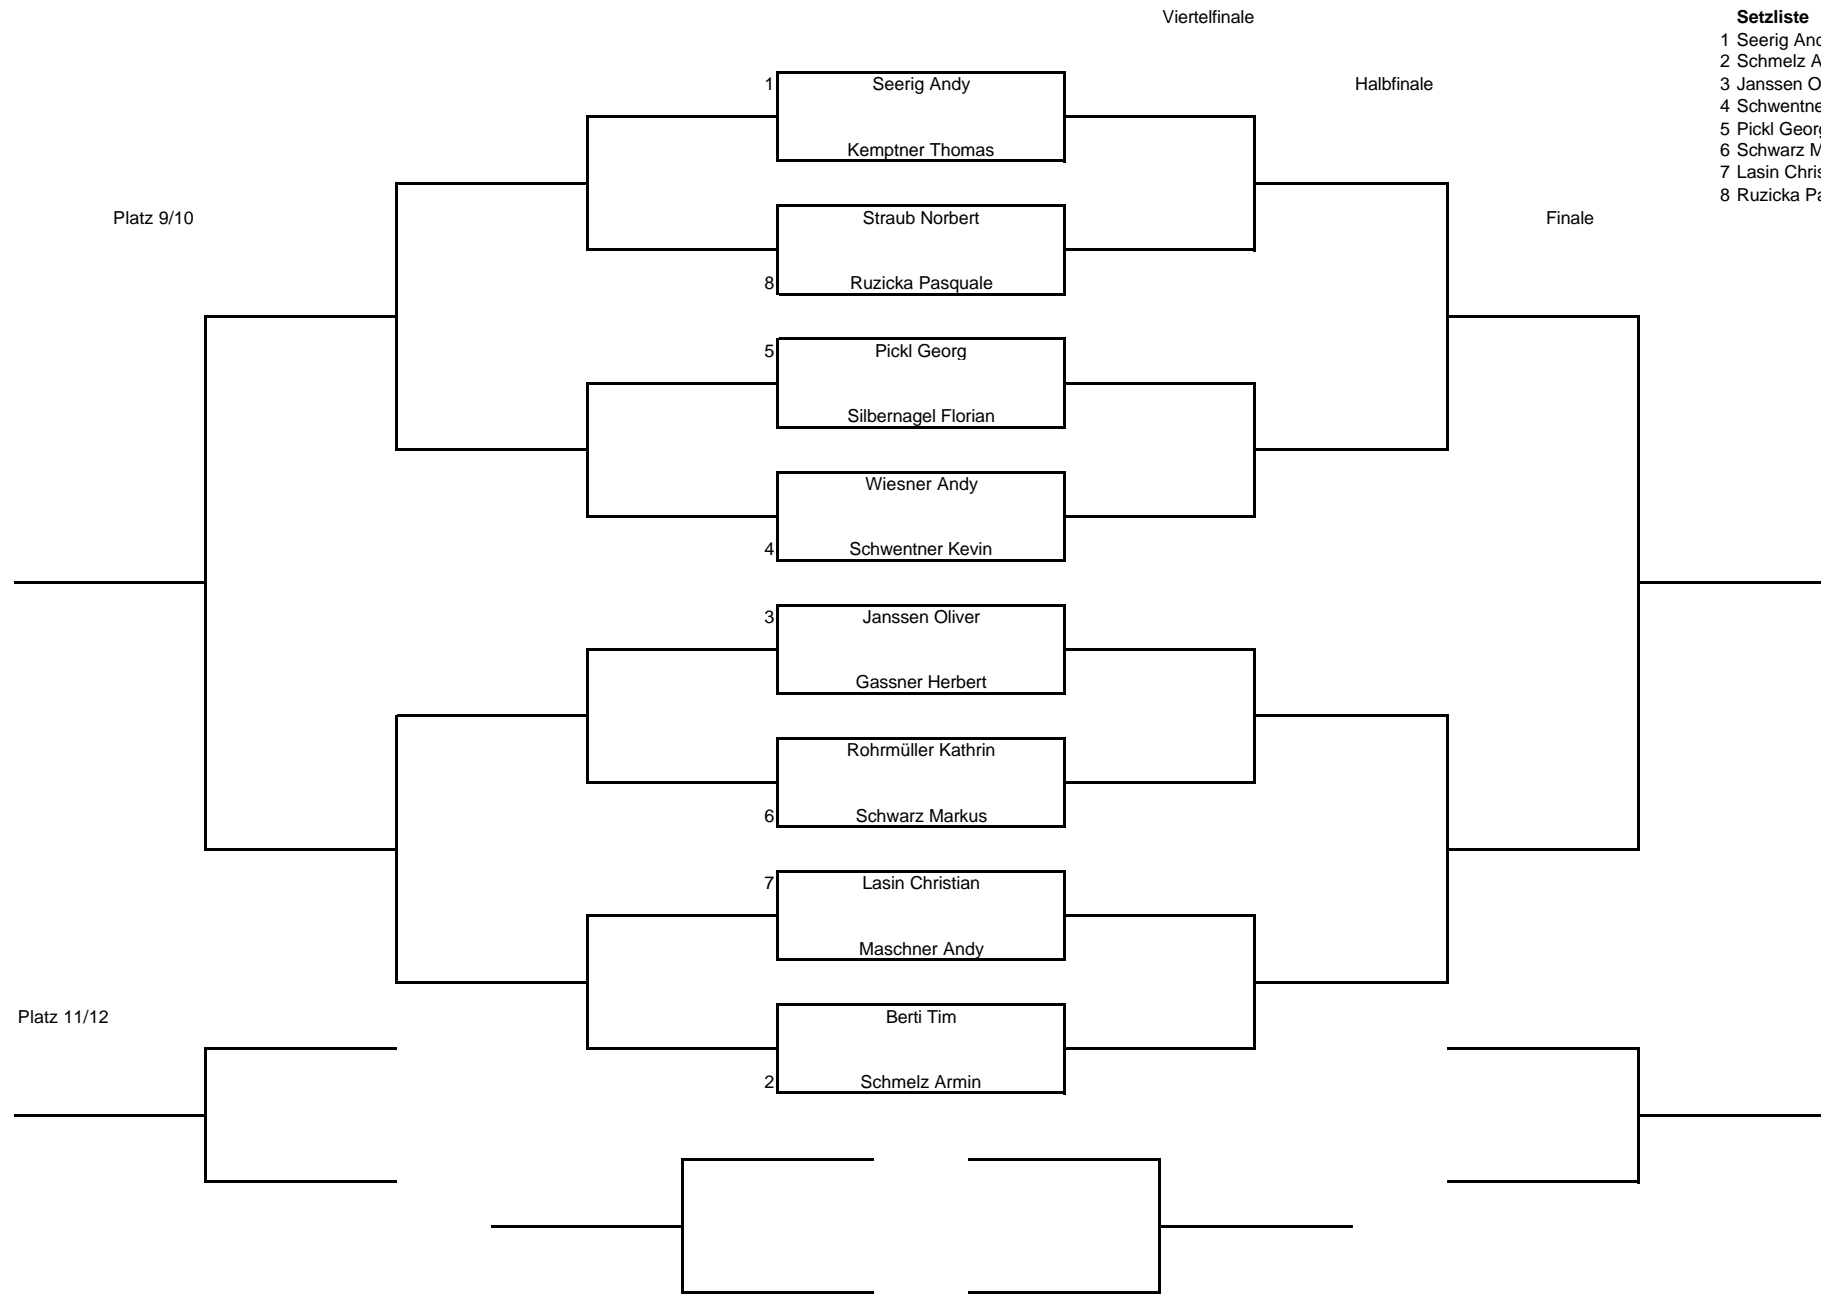 Viertelfinale
Setzliste
1 Seerig And
2 Schmelz A
3 Janssen O
4 Schwentne
5 Pickl Georg
6 Schwarz M
7 Lasin Chris
8 Ruzicka Pa
1 Seerig Andy
Halbfinale
Kemptner Thomas
Platz 9/10
Straub Norbert
Finale
8 Ruzicka Pasquale
5 Pickl Georg
Silbernagel Florian
Wiesner Andy
4 Schwentner Kevin
3 Janssen Oliver
Gassner Herbert
Rohrmüller Kathrin
6 Schwarz Markus
7 Lasin Christian
Maschner Andy
Platz 11/12
Berti Tim
2 Schmelz Armin